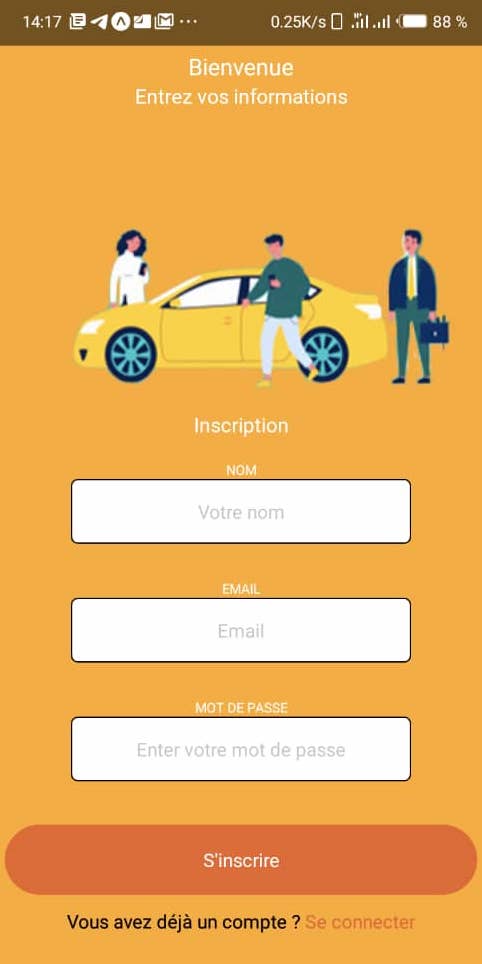 14:17 0.25K/s 88 %
Bienvenue
Entrez vos informations
Inscription
NOM
Votre nom
EMAIL
Email
MOT DE PASSE
Enter votre mot de passe
S'inscrire
Vous avez déjà un compte ? Se connecter